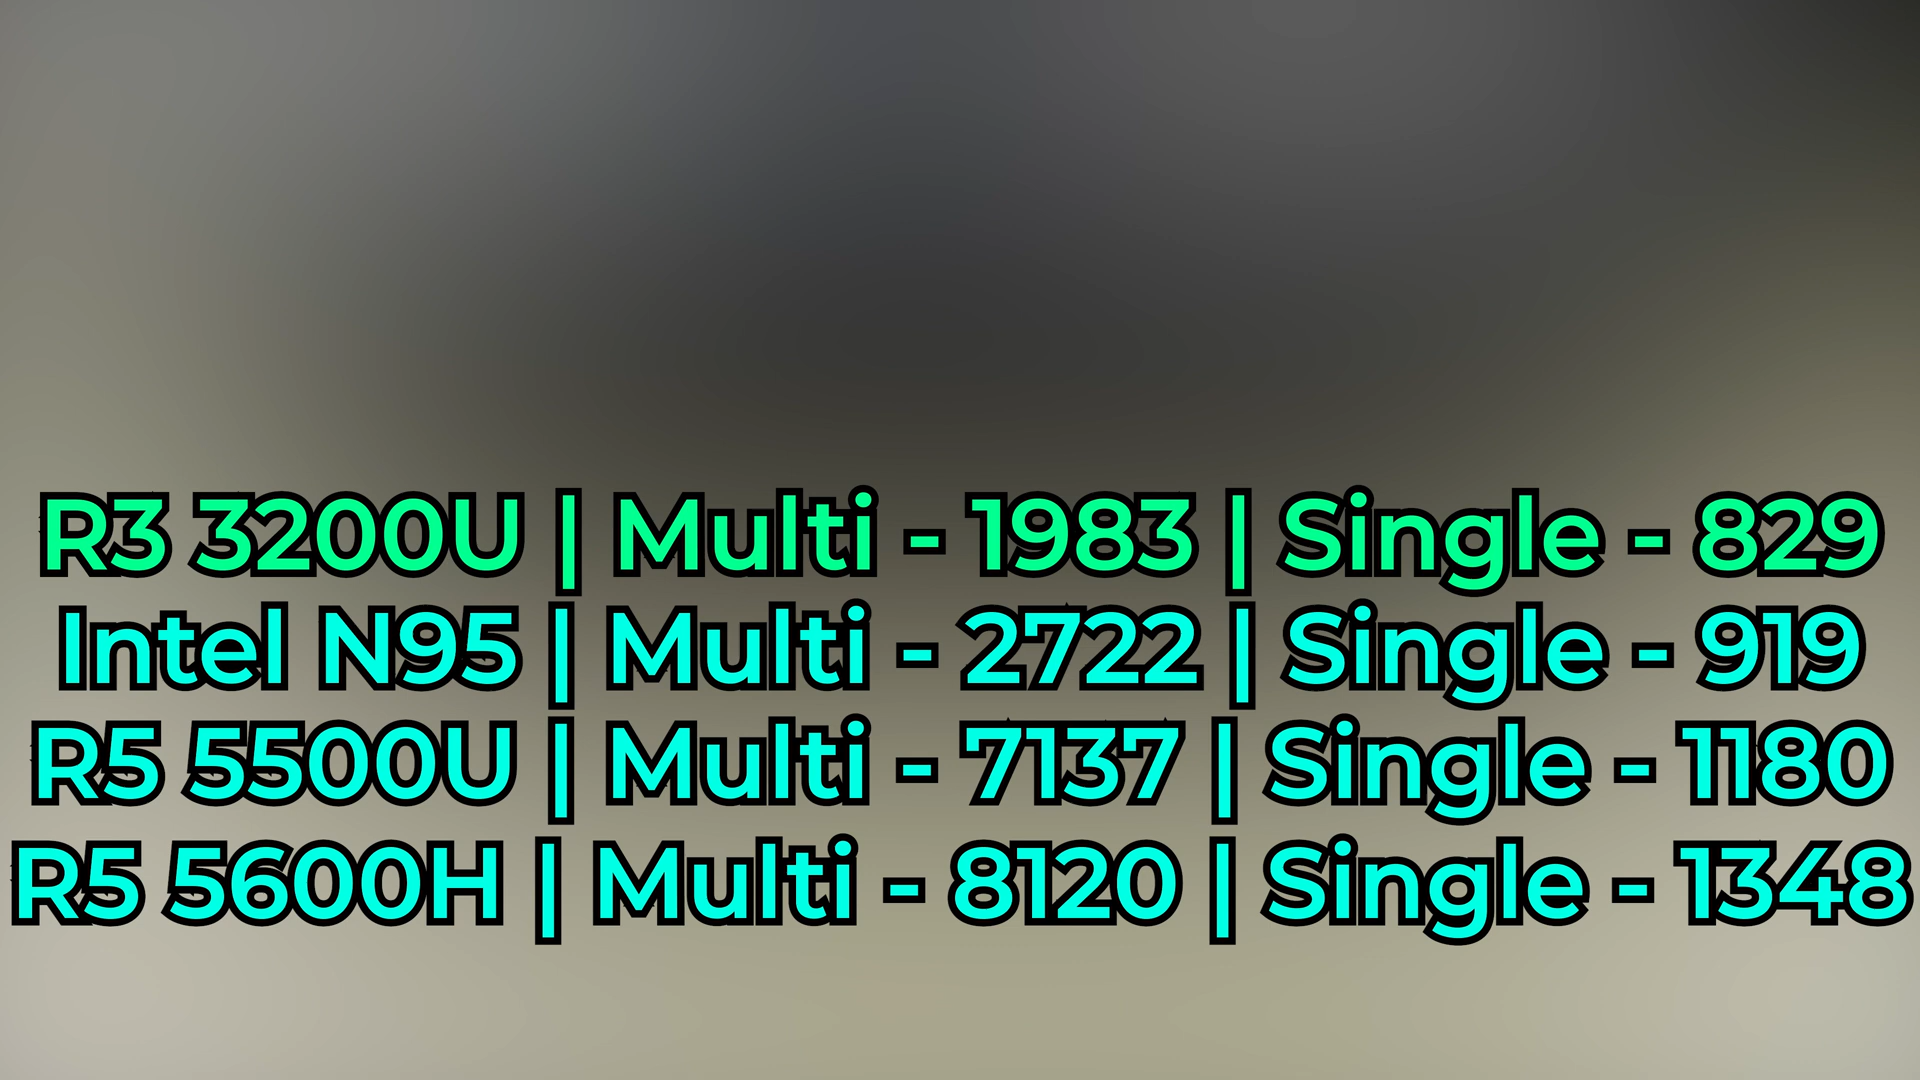 R3 3200U | Multi - 1983 | Single - 829
Intel N95 | Multi - 2722 | Single - 919
R5 5500U | Multi - 7137 | Single - 1180
R5 5600H | Multi - 8120 | Single - 1348